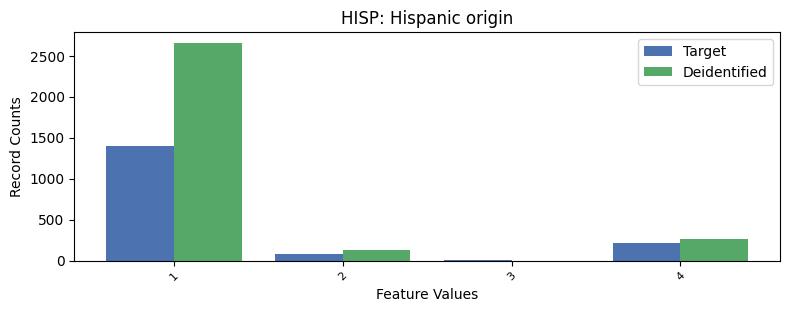 HISP: Hispanic origin
Target
Deidentified
Record Counts
2500
2000
1500
1000
500
0
1
2
3
4
Feature Values